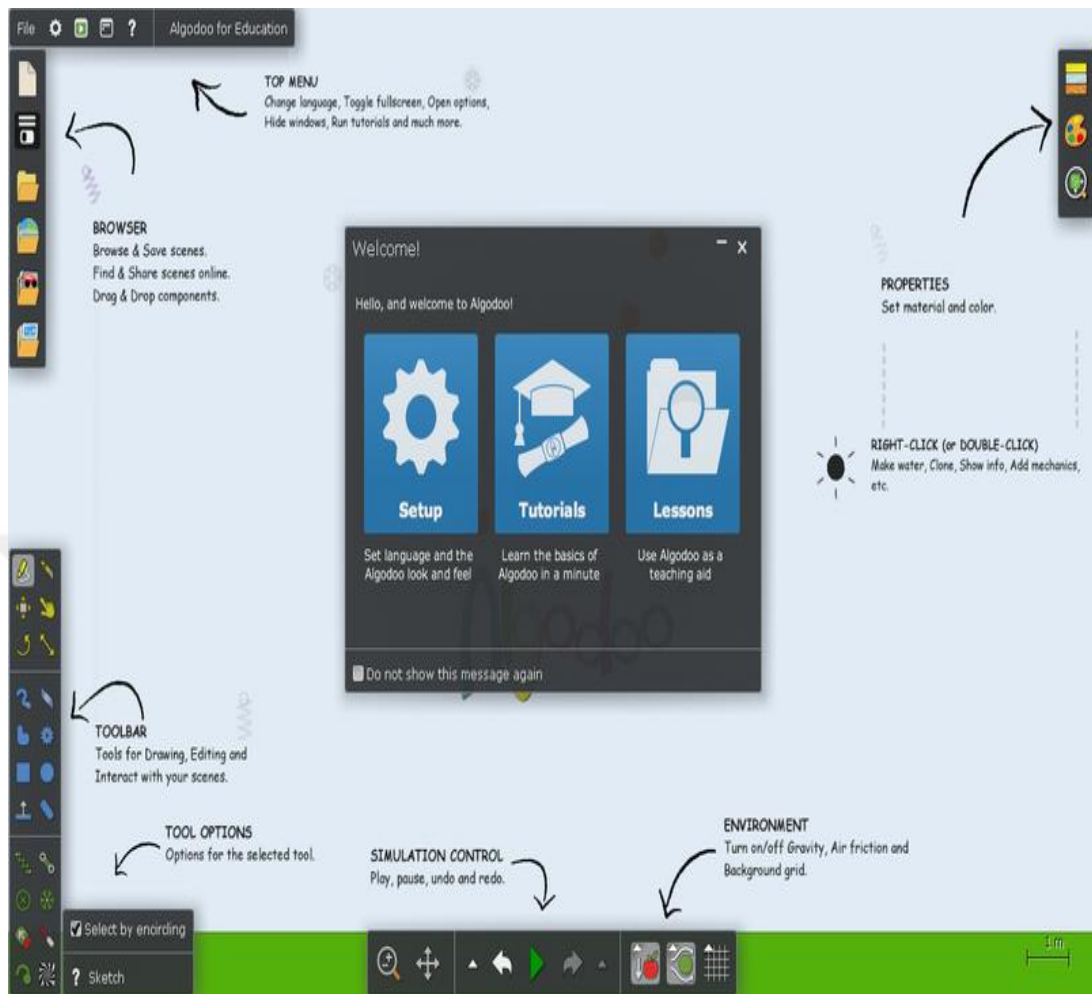 File ? Algodoo for Education
TOP MENU
Change language, Toggle fullscreen, Open options,
Hide windows, Run tutorials and much more.
BROWSER
Browse & Save scenes.
Find & Share scenes online.
Drag & Drop components.
PROPERTIES
Set material and color.
RIGHT-CLICK (or DOUBLE-CLICK)
Make water, Clone, Show info, Add mechanics,
etc.
Welcome!
Hello, and welcome to Algodoo!
Setup
Tutorials
Lessons
Set language and the
Algodoo look and feel
Learn the basics of
Algodoo in a minute
Use Algodoo as a
teaching aid
Algodoo
Do not show this message again
TOOLBAR
Tools for Drawing, Editing and
Interact with your scenes.
TOOL OPTIONS
Options for the selected tool.
SIMULATION CONTROL
Play, pause, undo and redo.
ENVIRONMENT
Turn on/off Gravity, Air friction and
Background grid.
Select by encircling
? Sketch
1 m